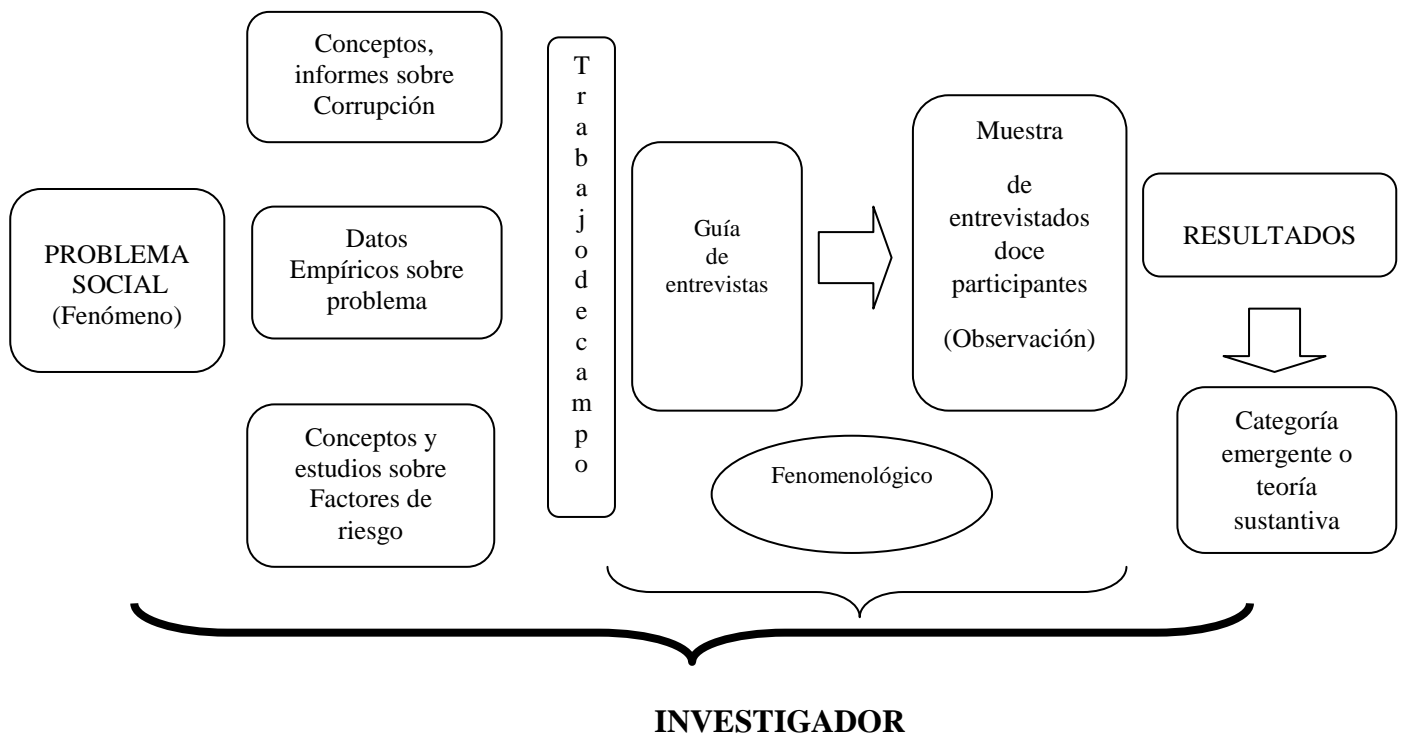 PROBLEMA
SOCIAL
(Fenómeno)
Conceptos,
informes sobre
Corrupción
Datos
Empíricos sobre
problema
Conceptos y
estudios sobre
Factores de
riesgo
T
r
a
b
a
j
o
d
e
c
a
m
p
o
Guía
de
entrevistas
Muestra
de
entrevistados
doce
participantes
(Observación)
Fenomenológico
RESULTADOS
Categoría
emergente o
teoría
sustantiva
INVESTIGADOR